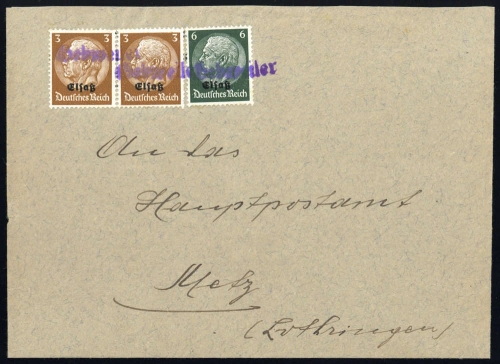 3 3 3 3 6 6
Elsaß Elsaß Elsaß
Deutsches Reich Deutsches Reich Deutsches Reich
An das
Hauptpostamt
Metz
(Lothringen)